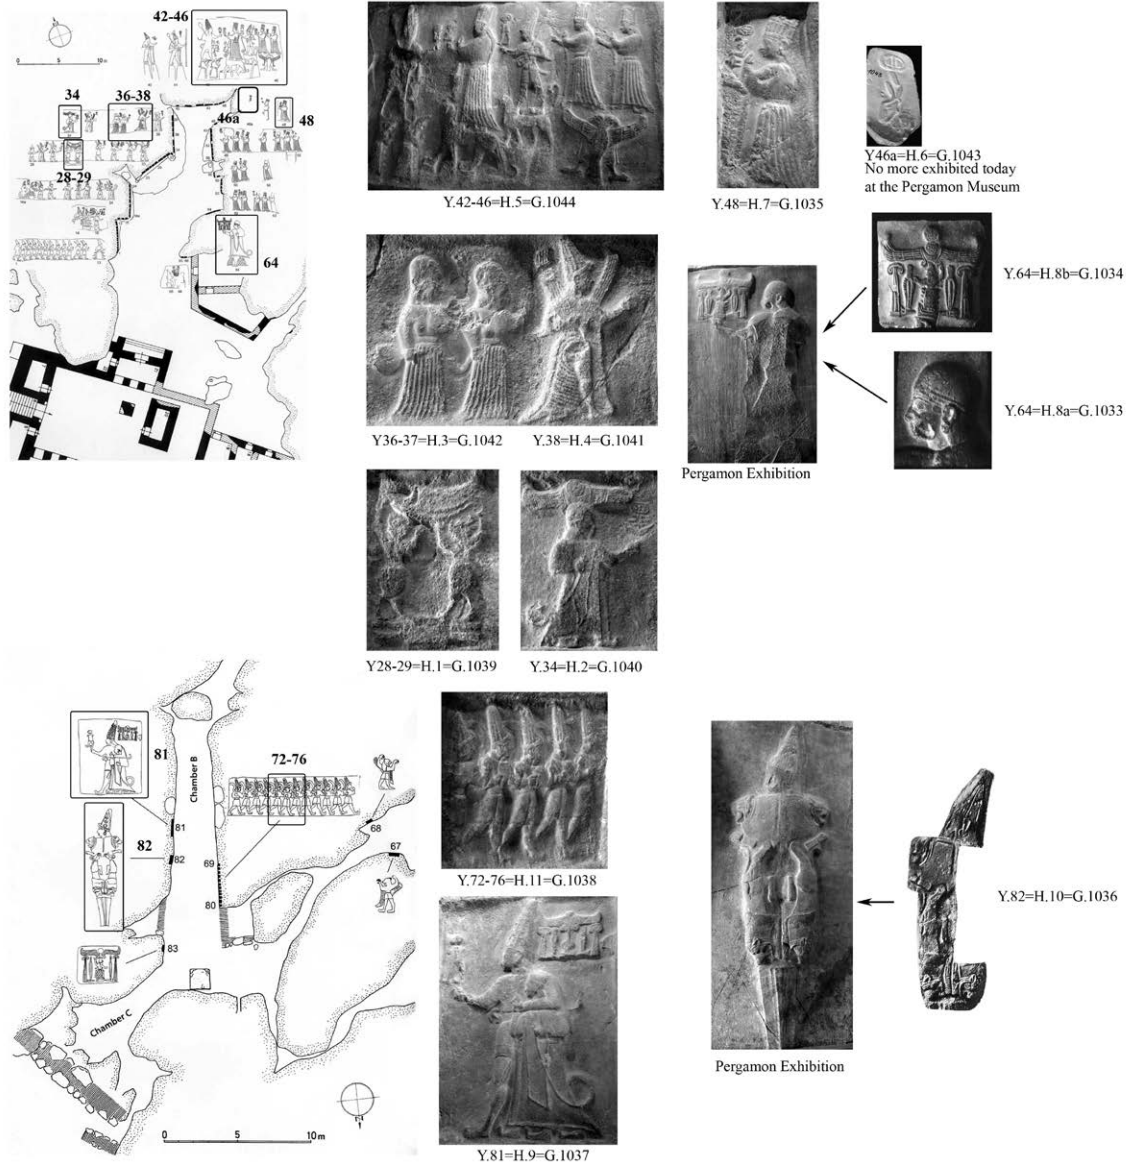 42-46
0 5 10 m
34
36-38
46a
48
28-29
64
Y.42-46=H.5=G.1044
Y.48=H.7=G.1035
Y46a=H.6=G.1043
No more exhibited today
at the Pergamon Museum
Y.64=H.8b=G.1034
Y.64=H.8a=G.1033
Y36-37=H.3=G.1042
Y.38=H.4=G.1041
Pergamon Exhibition
Y28-29=H.1=G.1039
Y.34=H.2=G.1040
81
Chamber B
72-76
81
82
82
69
68
67
80
83
Chamber C
0 5 10 m
Y.72-76=H.11=G.1038
Y.82=H.10=G.1036
Pergamon Exhibition
Y.81=H.9=G.1037